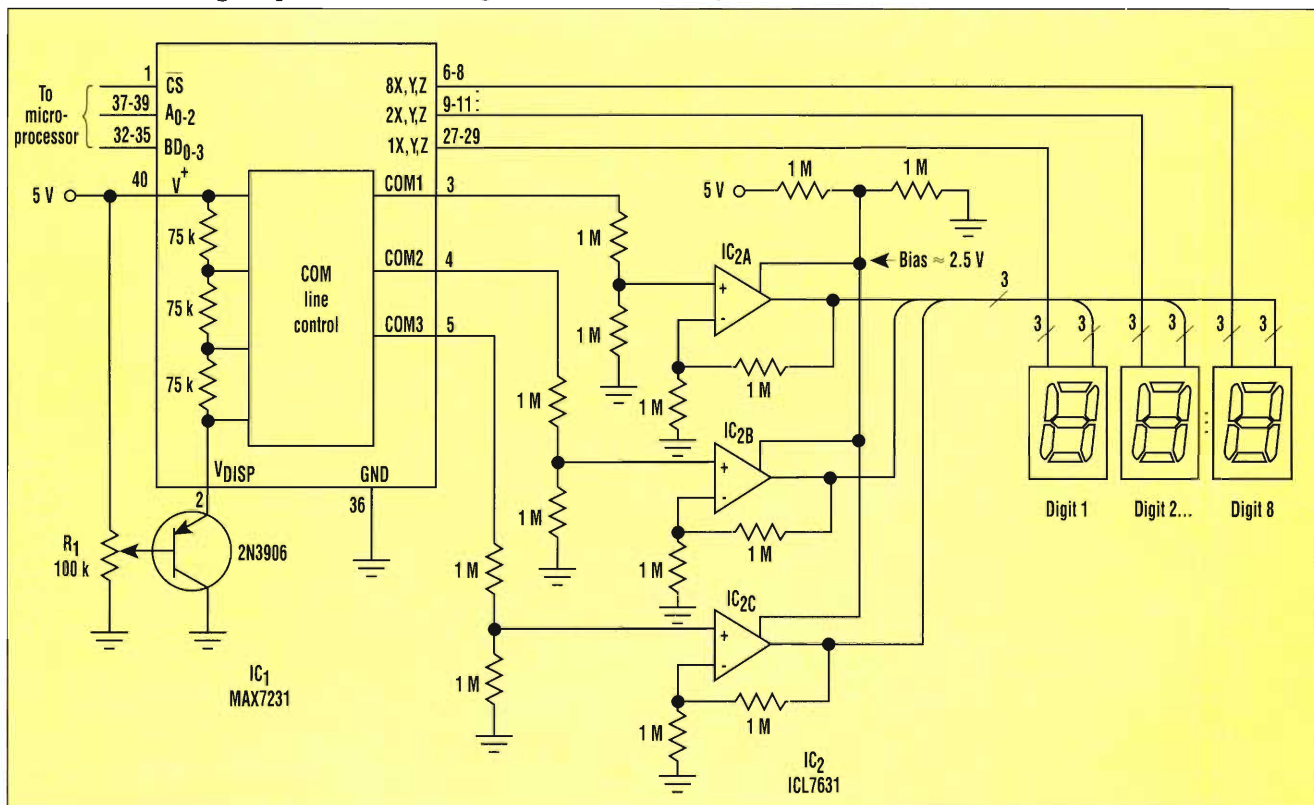 To
micro-
processor
1
CS
37-39
A0-2
32-35
BD0-3
40
V+
5 V
75 k
75 k
75 k
COM
line
control
COM1
3
COM2
4
COM3
5
8X,Y,Z
6-8
2X,Y,Z
9-11
1X,Y,Z
27-29
VDISP
2
GND
36
R1
100 k
2N3906
IC1
MAX7231
5 V
1 M
1 M
Bias ≈ 2.5 V
1 M
1 M
IC2A
+
-
1 M
1 M
1 M
1 M
IC2B
+
-
1 M
1 M
1 M
1 M
IC2C
+
-
1 M
1 M
IC2
ICL7631
3
3
3
3
3
3
3
Digit 1
Digit 2...
Digit 8